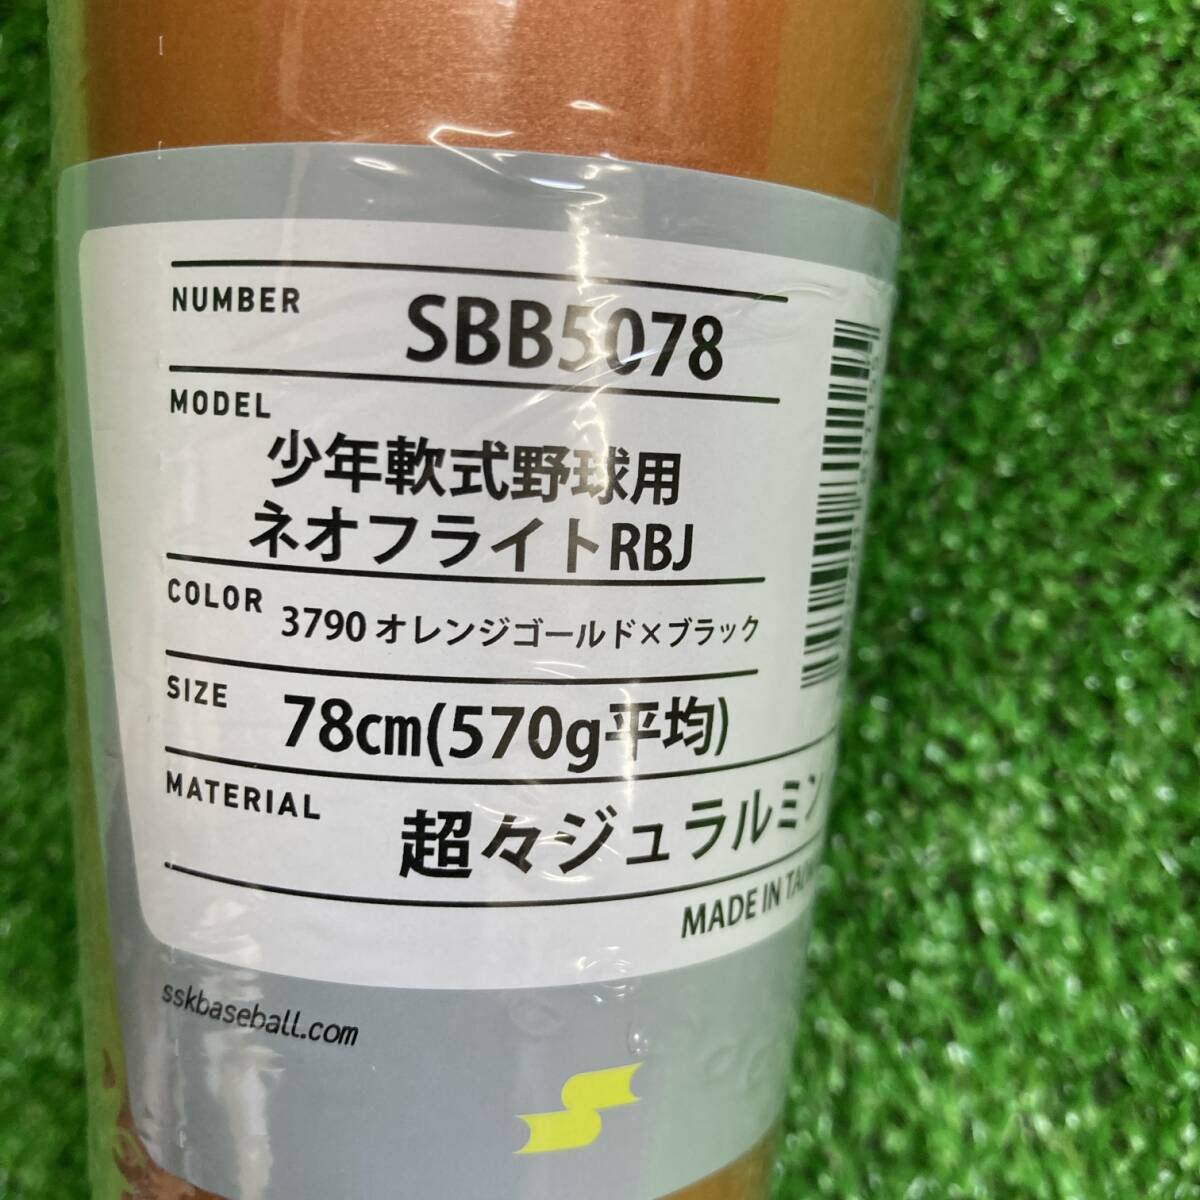 NUMBER SBB5078
MODEL
少年軟式野球用
ネオフライトRBJ
COLOR 3790 オレンジゴールド×ブラック
SIZE 78cm(570g平均)
MATERIAL 超々ジュラルミン
MADE IN
sskbaseball.com